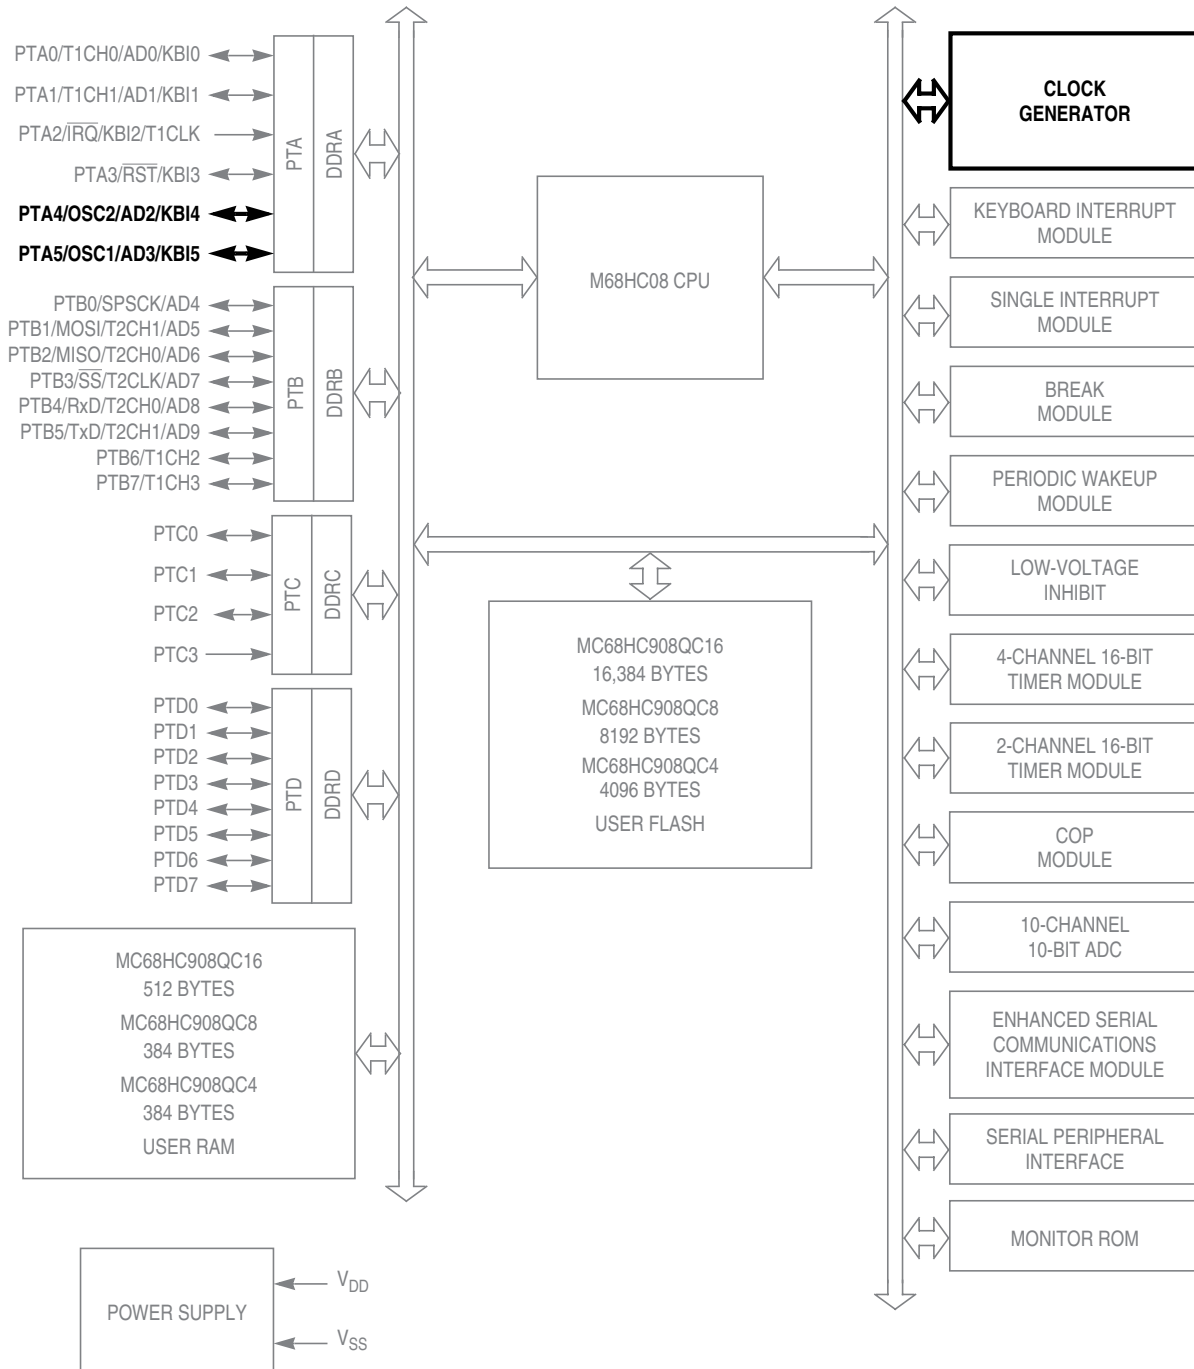 PTA0/T1CH0/AD0/KBI0
PTA1/T1CH1/AD1/KBI1
PTA2/IRQ/KBI2/T1CLK
PTA3/RST/KBI3
PTA4/OSC2/AD2/KBI4
PTA5/OSC1/AD3/KBI5
PTA
DDRA
PTB0/SPSCK/AD4
PTB1/MOSI/T2CH1/AD5
PTB2/MISO/T2CH0/AD6
PTB3/SS/T2CLK/AD7
PTB4/RxD/T2CH0/AD8
PTB5/TxD/T2CH1/AD9
PTB6/T1CH2
PTB7/T1CH3
PTB
DDRB
PTC0
PTC1
PTC2
PTC3
PTC
DDRC
PTD0
PTD1
PTD2
PTD3
PTD4
PTD5
PTD6
PTD7
PTD
DDRD
MC68HC908QC16
512 BYTES
MC68HC908QC8
384 BYTES
MC68HC908QC4
384 BYTES
USER RAM
POWER SUPPLY
VDD
VSS
M68HC08 CPU
MC68HC908QC16
16,384 BYTES
MC68HC908QC8
8192 BYTES
MC68HC908QC4
4096 BYTES
USER FLASH
CLOCK
GENERATOR
KEYBOARD INTERRUPT
MODULE
SINGLE INTERRUPT
MODULE
BREAK
MODULE
PERIODIC WAKEUP
MODULE
LOW-VOLTAGE
INHIBIT
4-CHANNEL 16-BIT
TIMER MODULE
2-CHANNEL 16-BIT
TIMER MODULE
COP
MODULE
10-CHANNEL
10-BIT ADC
ENHANCED SERIAL
COMMUNICATIONS
INTERFACE MODULE
SERIAL PERIPHERAL
INTERFACE
MONITOR ROM